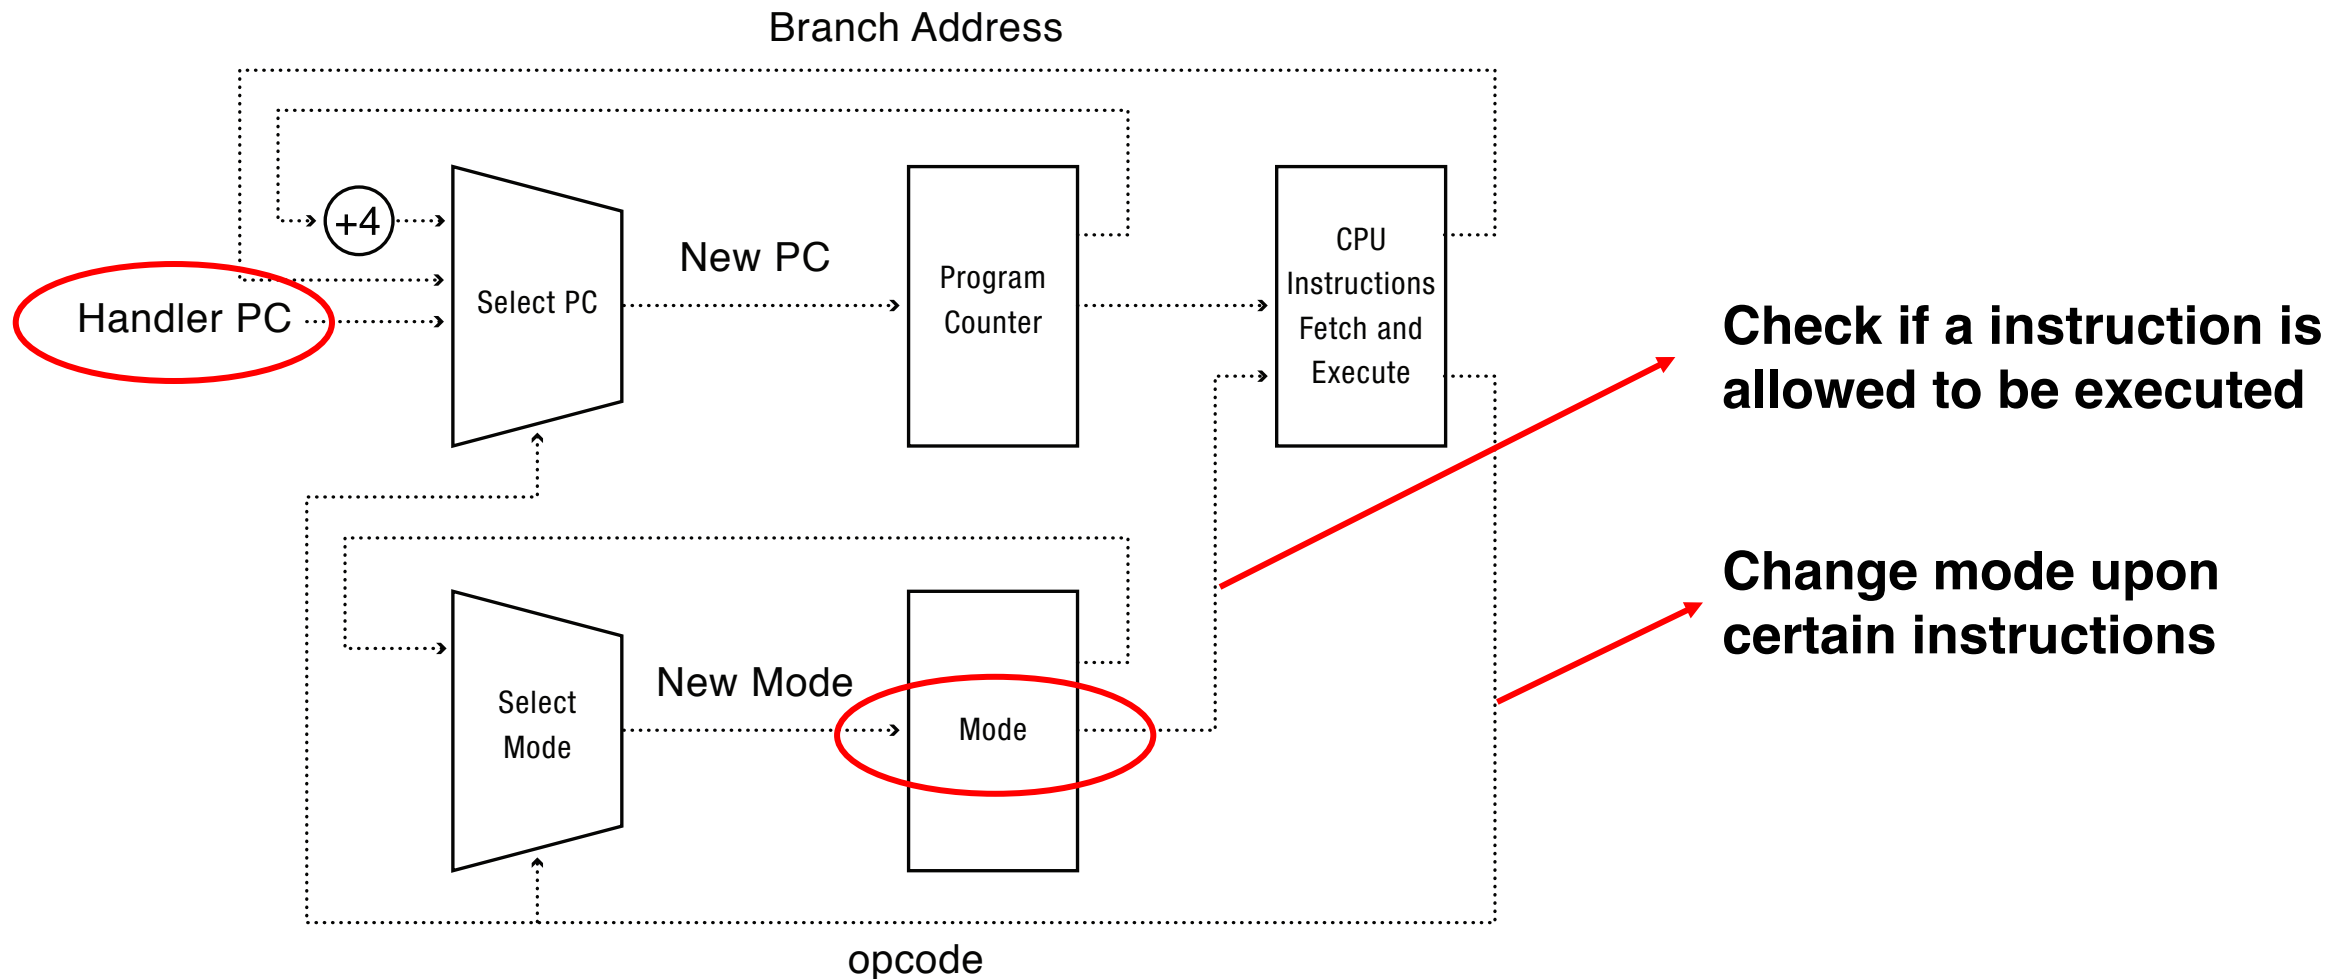 Branch Address
+4
Handler PC
Select PC
New PC
Program
Counter
CPU
Instructions
Fetch and
Execute
Check if a instruction is
allowed to be executed
Select
Mode
New Mode
Mode
Change mode upon
certain instructions
opcode